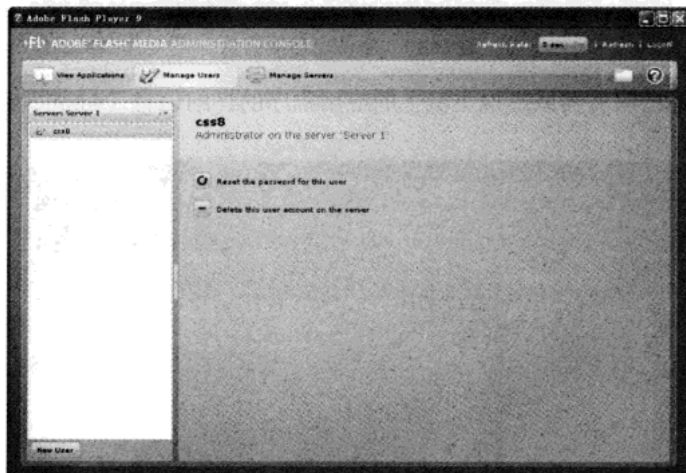 Adobe Flash Player 9
ADOBE FLASH MEDIA ADMINISTRATION CONSOLE
Refresh Rate: | Refresh | Logoff
View Applications Manage Users Manage Servers
Server: Server 1
css8
css8
Administrator on the server 'Server 1'
Reset the password for this user
Delete this user account on the server
New User